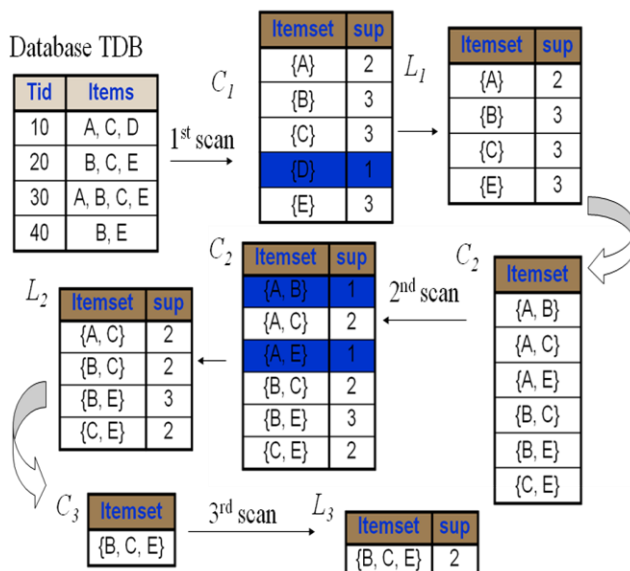 Database TDB
Tid Items
10 A, C, D
20 B, C, E
30 A, B, C, E
40 B, E
1st scan
C1
Itemset sup
{A} 2
{B} 3
{C} 3
{D} 1
{E} 3
L1
Itemset sup
{A} 2
{B} 3
{C} 3
{E} 3
C2
Itemset
{A, B}
{A, C}
{A, E}
{B, C}
{B, E}
{C, E}
2nd scan
C2
Itemset sup
{A, B} 1
{A, C} 2
{A, E} 1
{B, C} 2
{B, E} 3
{C, E} 2
L2
Itemset sup
{A, C} 2
{B, C} 2
{B, E} 3
{C, E} 2
C3
Itemset
{B, C, E}
3rd scan
L3
Itemset sup
{B, C, E} 2